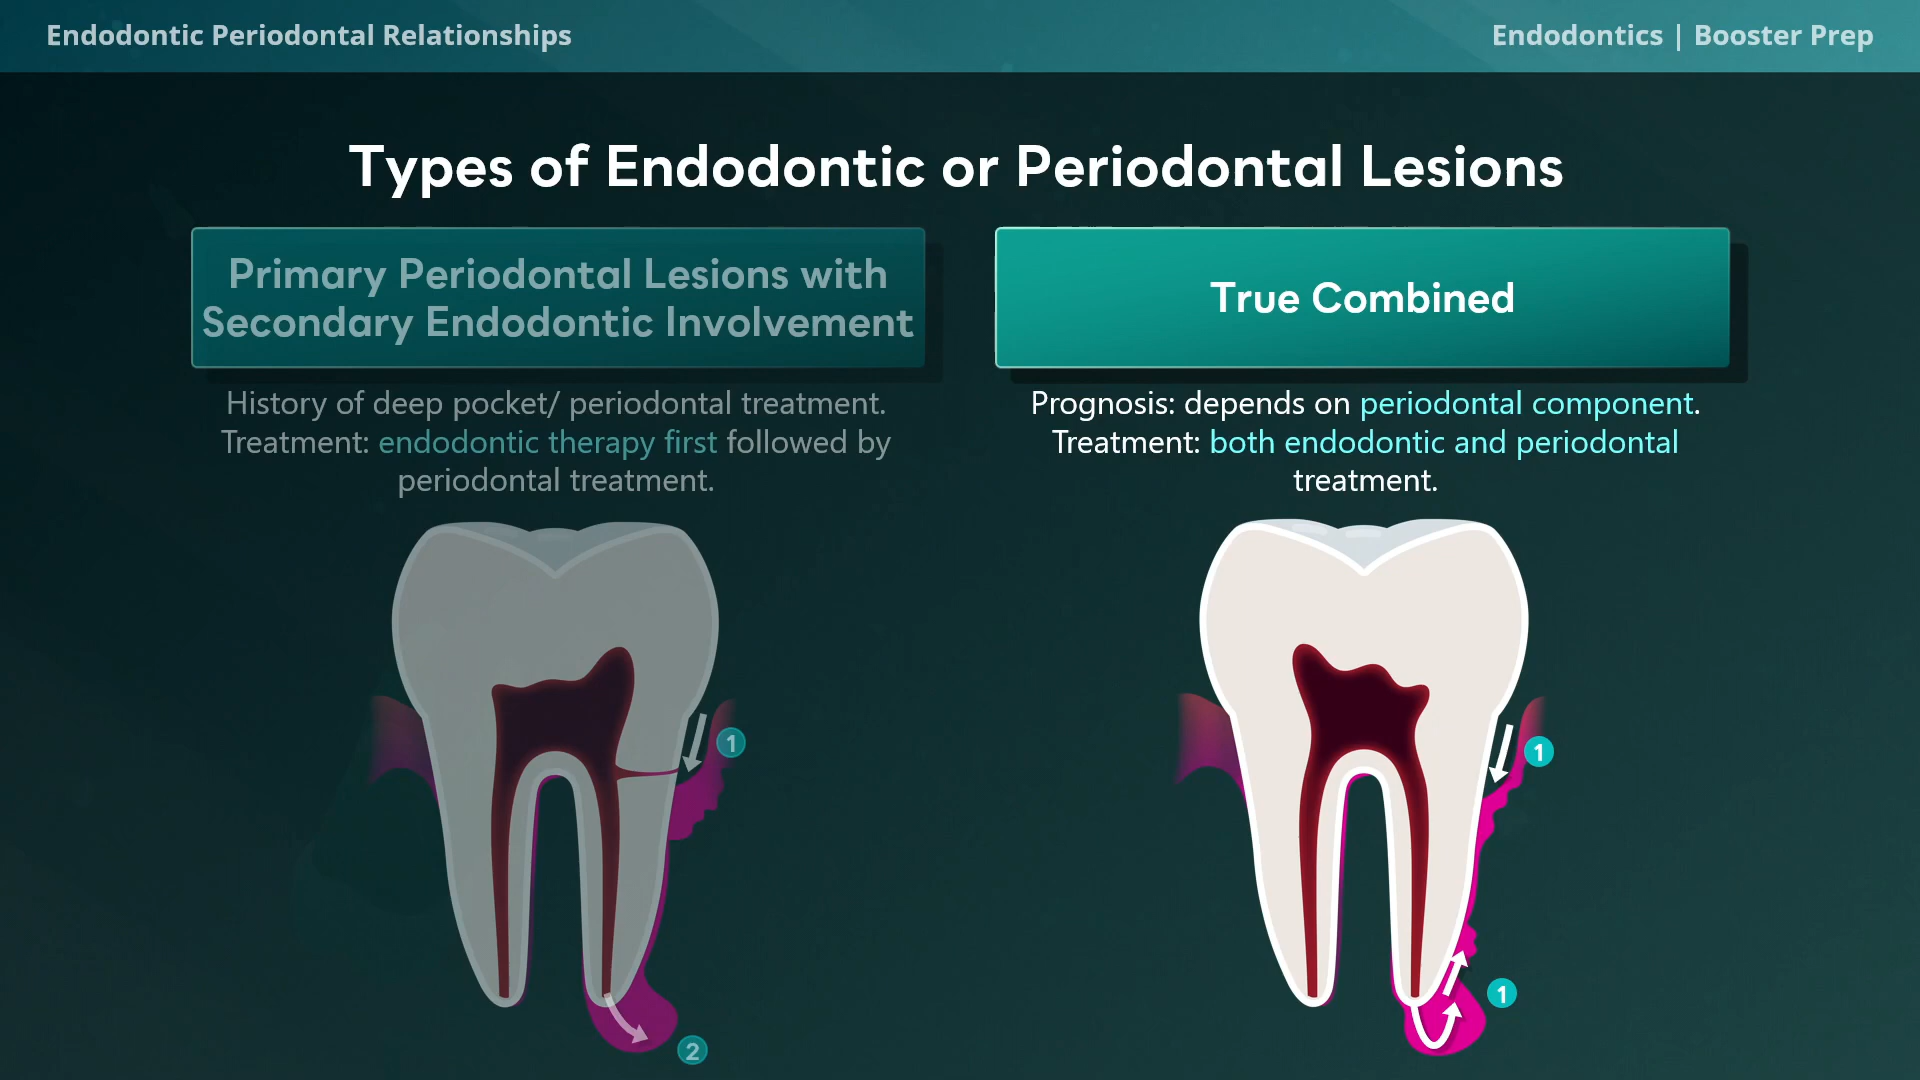 Endodontic Periodontal Relationships
Endodontics | Booster Prep
Types of Endodontic or Periodontal Lesions
Primary Periodontal Lesions with
Secondary Endodontic Involvement
History of deep pocket/ periodontal treatment.
Treatment: endodontic therapy first followed by
periodontal treatment.
1
2
True Combined
Prognosis: depends on periodontal component.
Treatment: both endodontic and periodontal
treatment.
1
1